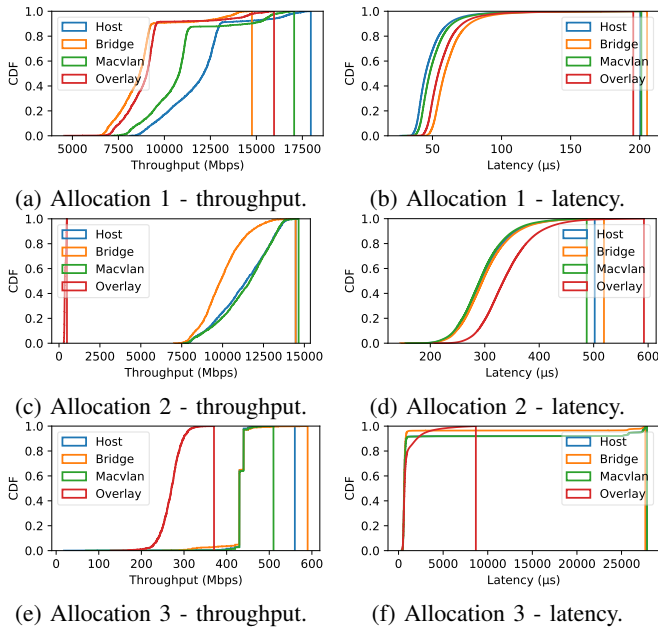 CDF
1.0
0.8
0.6
0.4
0.2
0.0
Host
Bridge
Macvlan
Overlay
5000 7500 10000 12500 15000 17500
Throughput (Mbps)
(a) Allocation 1 - throughput.
CDF
1.0
0.8
0.6
0.4
0.2
0.0
Host
Bridge
Macvlan
Overlay
50 100 150 200
Latency (µs)
(b) Allocation 1 - latency.
CDF
1.0
0.8
0.6
0.4
0.2
0.0
Host
Bridge
Macvlan
Overlay
0 2500 5000 7500 10000 12500 15000
Throughput (Mbps)
(c) Allocation 2 - throughput.
CDF
1.0
0.8
0.6
0.4
0.2
0.0
Host
Bridge
Macvlan
Overlay
200 300 400 500 600
Latency (µs)
(d) Allocation 2 - latency.
CDF
1.0
0.8
0.6
0.4
0.2
0.0
Host
Bridge
Macvlan
Overlay
0 100 200 300 400 500 600
Throughput (Mbps)
(e) Allocation 3 - throughput.
CDF
1.0
0.8
0.6
0.4
0.2
0.0
Host
Bridge
Macvlan
Overlay
0 5000 10000 15000 20000 25000
Latency (µs)
(f) Allocation 3 - latency.